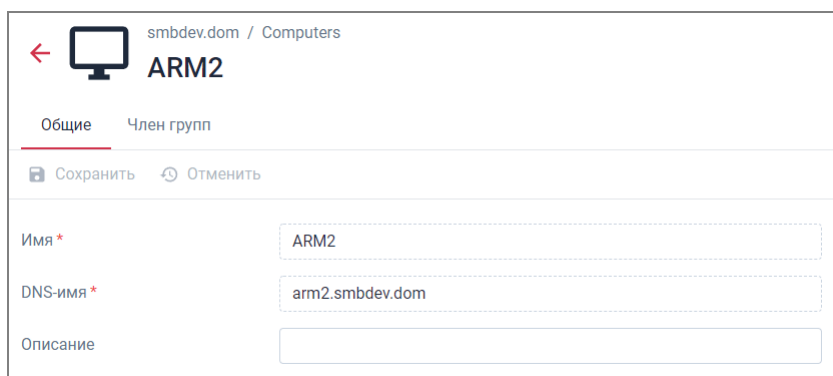 smbdev.dom / Computers
ARM2
Общие Член групп
Сохранить Отменить
Имя * ARM2
DNS-имя * arm2.smbdev.dom
Описание